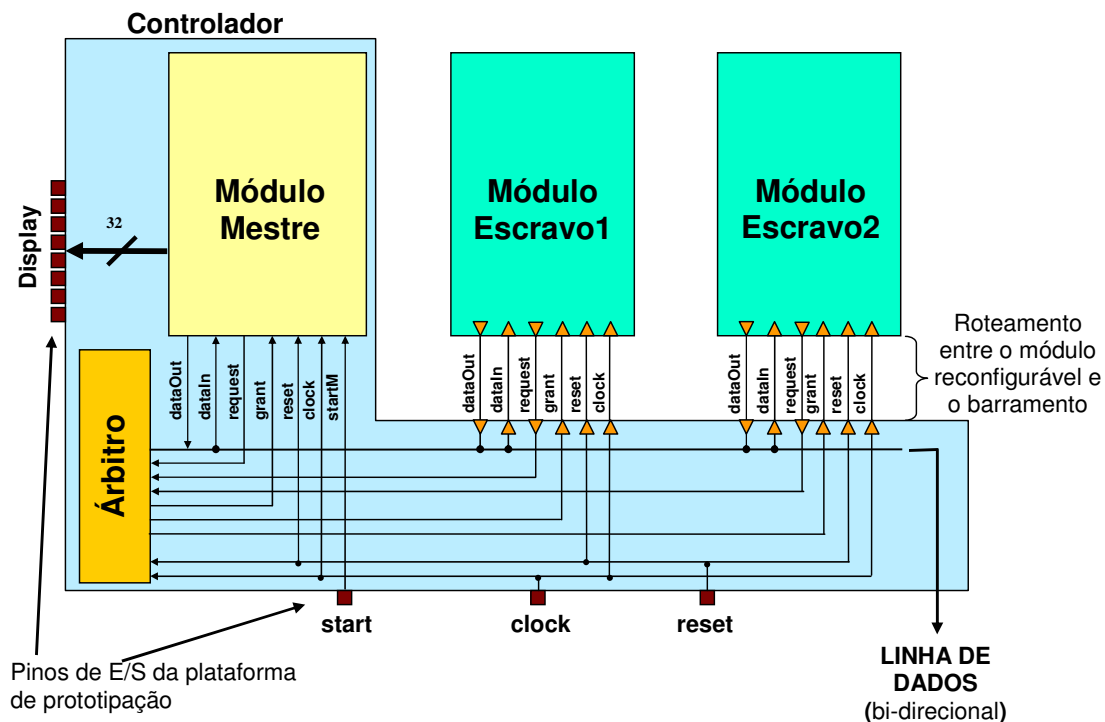 Controlador
Módulo
Mestre
Módulo
Escravo1
Módulo
Escravo2
Display
32
dataOut
dataIn
request
grant
reset
clock
startM
dataOut
dataIn
request
grant
reset
clock
dataOut
dataIn
request
grant
reset
clock
Roteamento
entre o módulo
reconfigurável e
o barramento
Árbitro
start
clock
reset
Pinos de E/S da plataforma
de prototipação
LINHA DE
DADOS
(bi-direcional)